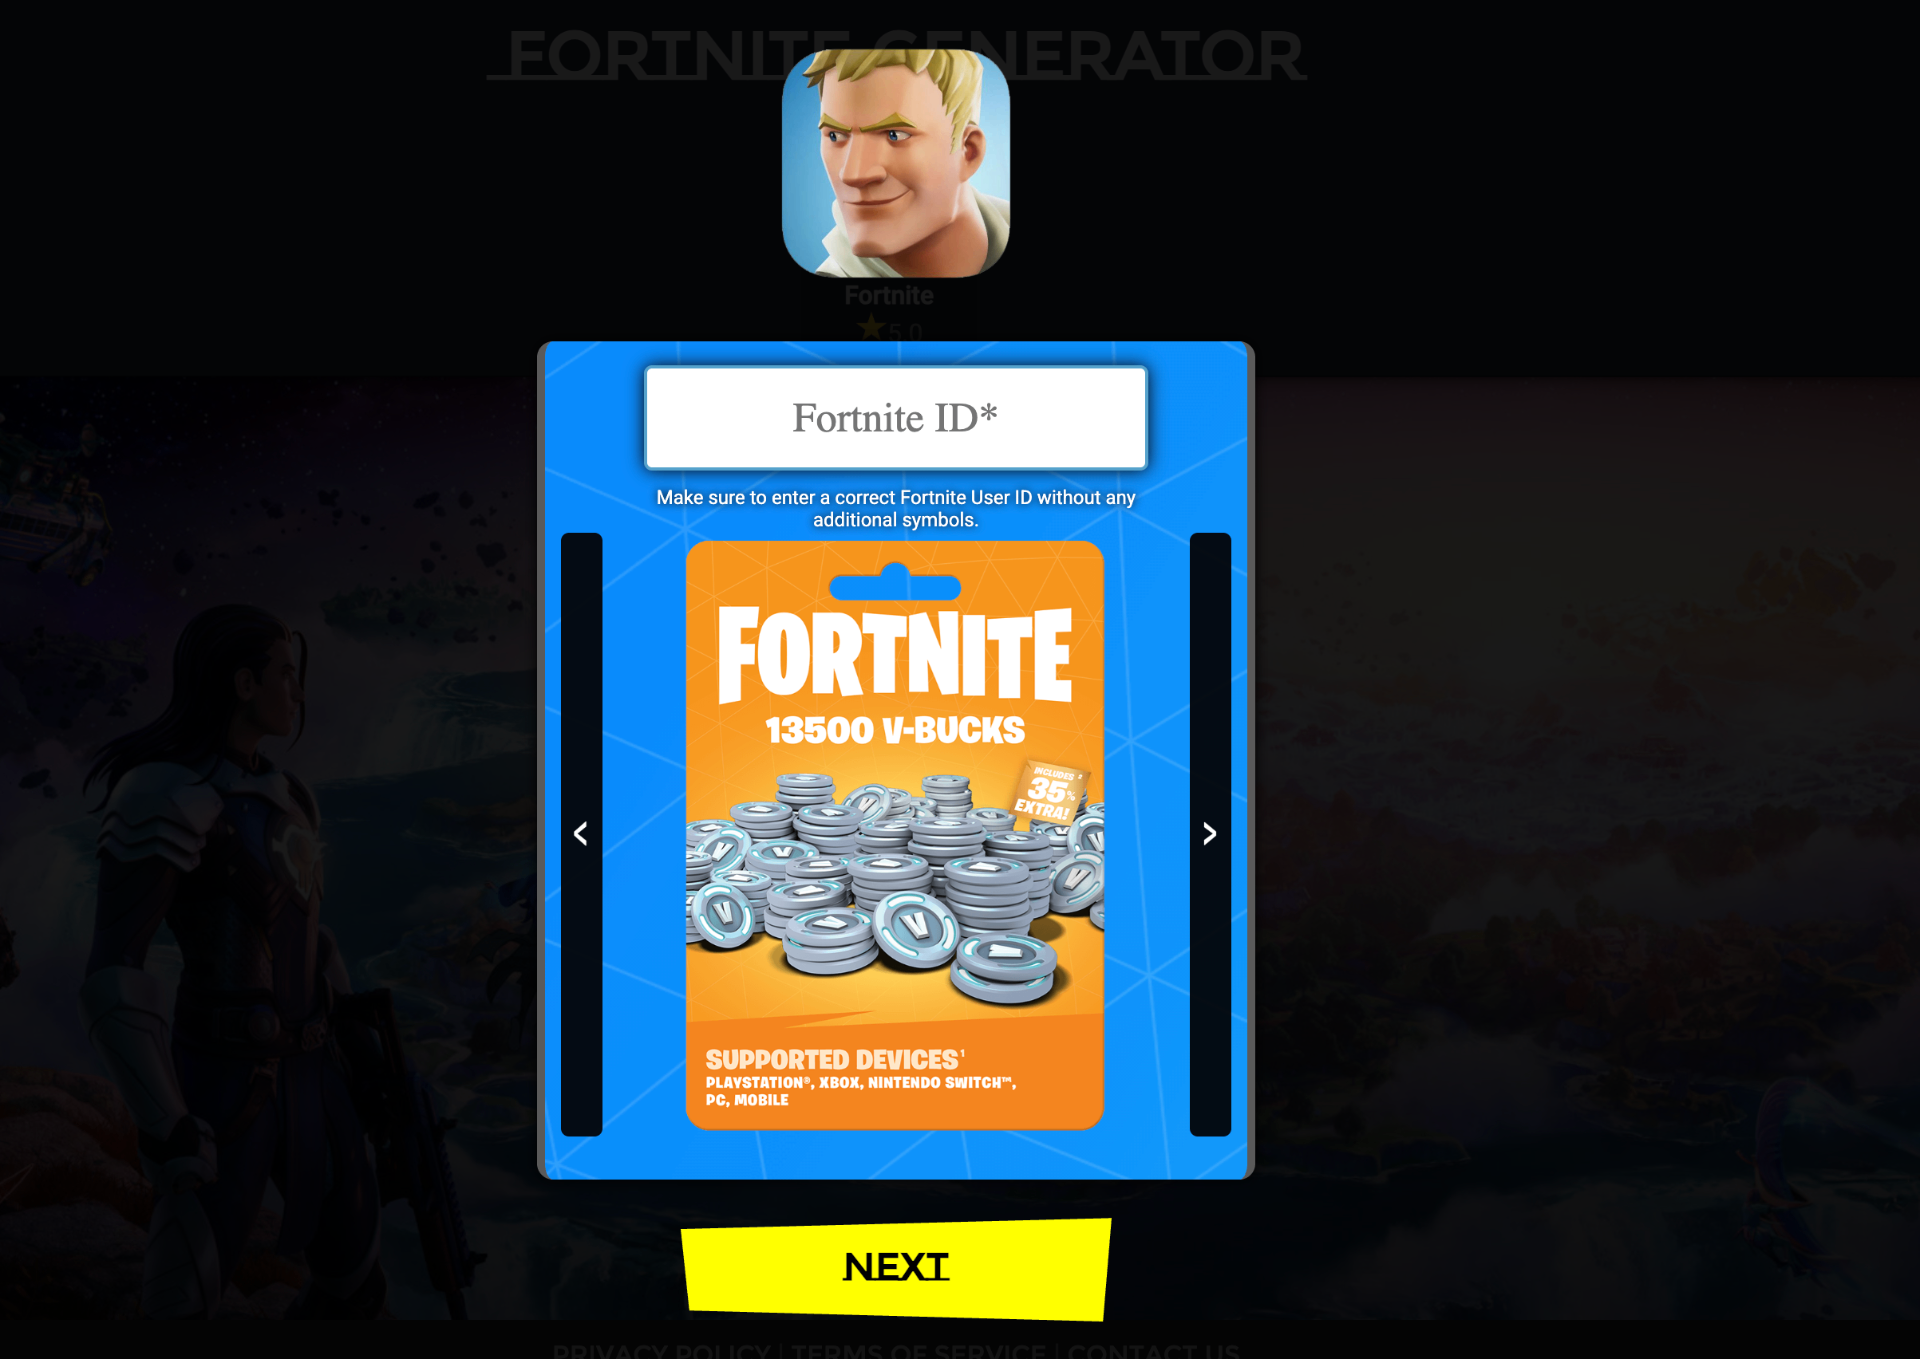 FORTNITE GENERATOR
Fortnite
5.0
Fortnite ID*
Make sure to enter a correct Fortnite User ID without any
additional symbols.
FORTNITE
13500 V-BUCKS
INCLUDES ²
35%
EXTRA!
<
>
SUPPORTED DEVICES¹
PLAYSTATION®, XBOX, NINTENDO SWITCH™,
PC, MOBILE
NEXT
PRIVACY POLICY | TERMS OF SERVICE | CONTACT US